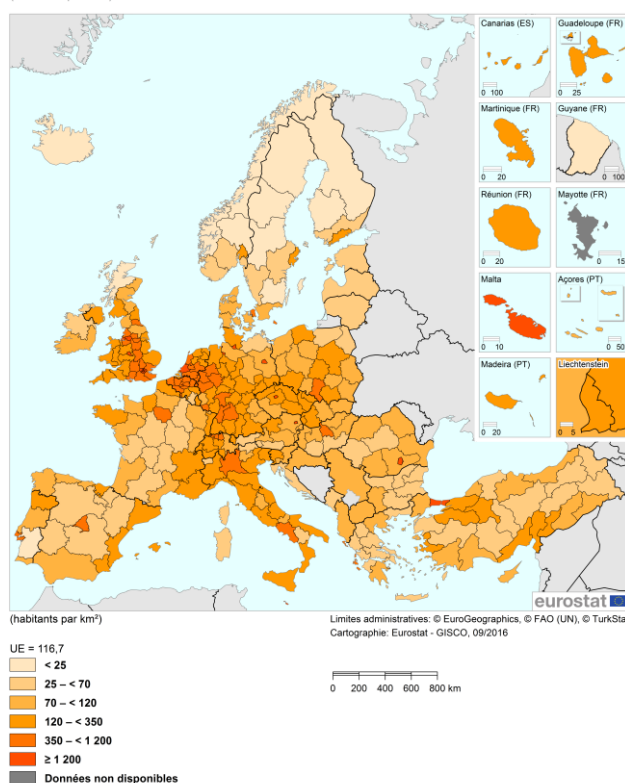 Canarias (ES)
0 100
Guadeloupe (FR)
0 25
Martinique (FR)
0 20
Guyane (FR)
0 100
Réunion (FR)
0 20
Mayotte (FR)
0 15
Malta
0 10
Açores (PT)
0 50
Madeira (PT)
0 20
Liechtenstein
0 5
eurostat
(habitants par km²)
Limites administratives: © EuroGeographics, © FAO (UN), © TurkSta
Cartographie: Eurostat - GISCO, 09/2016
UE = 116,7
< 25
25 – < 70
70 – < 120
120 – < 350
350 – < 1 200
≥ 1 200
Données non disponibles
0 200 400 600 800 km